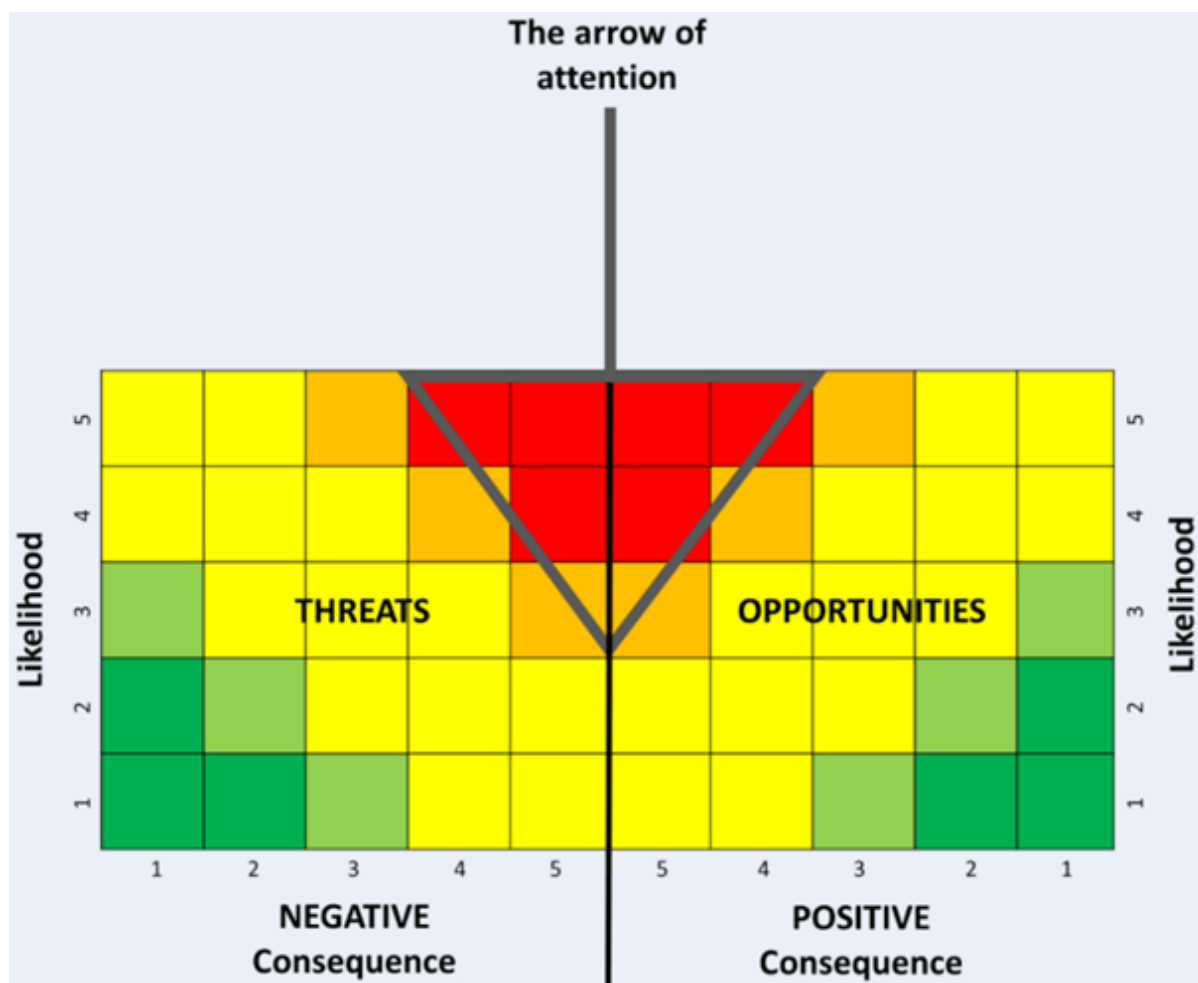 The arrow of
attention
Likelihood
5
4
3
2
1
THREATS
OPPORTUNITIES
5
4
3
2
1
Likelihood
1
2
3
4
5
5
4
3
2
1
NEGATIVE
Consequence
POSITIVE
Consequence